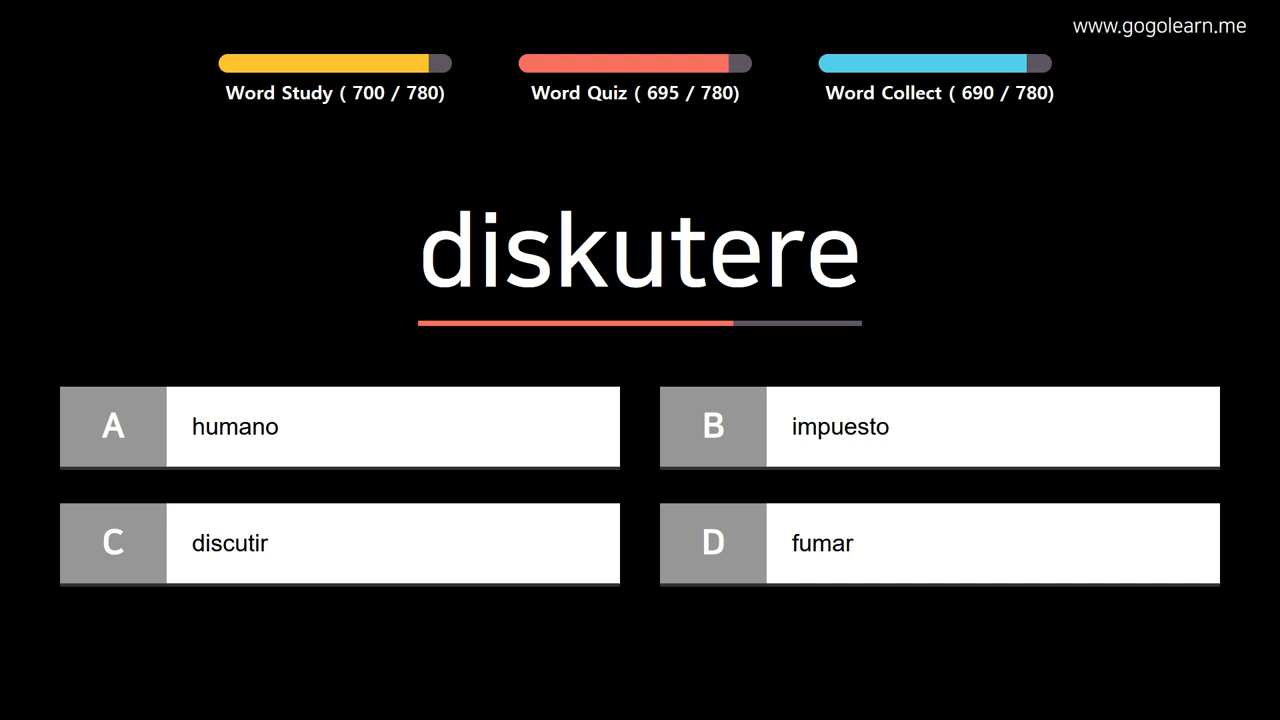 www.gogolearn.me
Word Study ( 700 / 780)
Word Quiz ( 695 / 780)
Word Collect ( 690 / 780)
diskutere
A humano
B impuesto
C discutir
D fumar